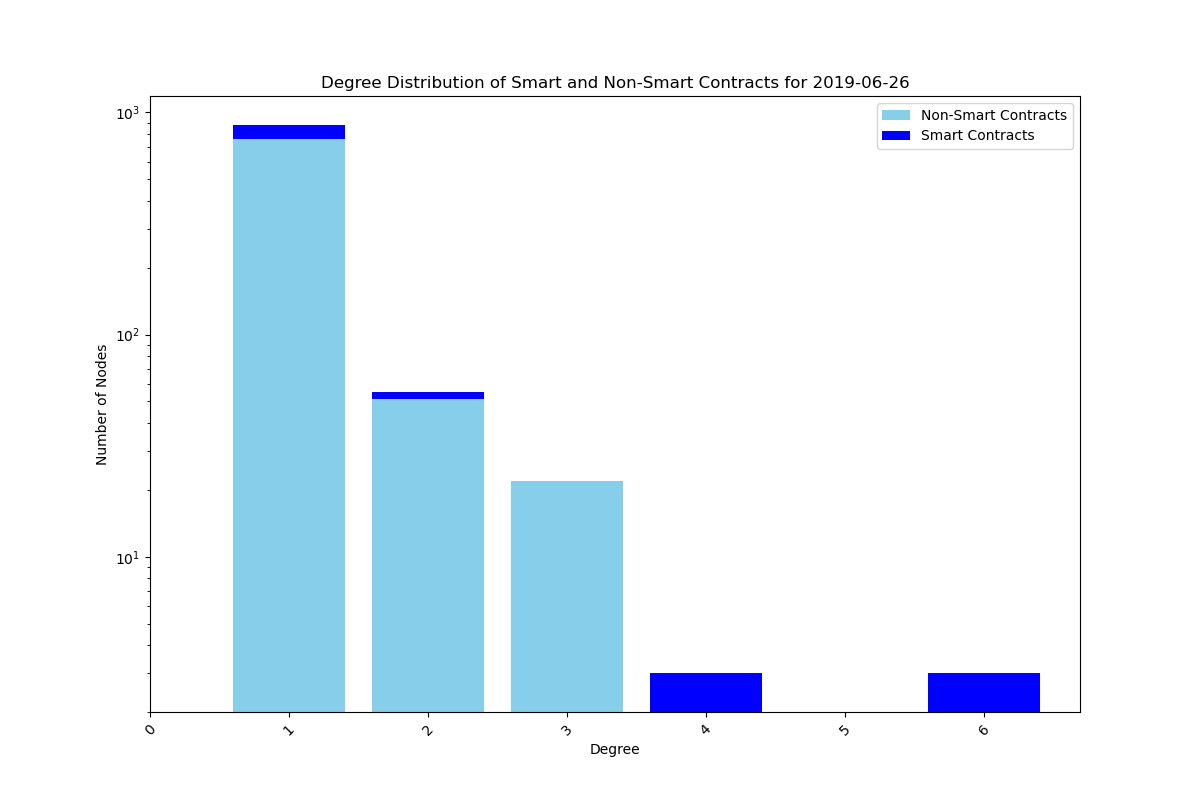 Degree Distribution of Smart and Non-Smart Contracts for 2019-06-26
Non-Smart Contracts
Smart Contracts
Number of Nodes
10³
10²
10¹
0 1 2 3 4 5 6
Degree